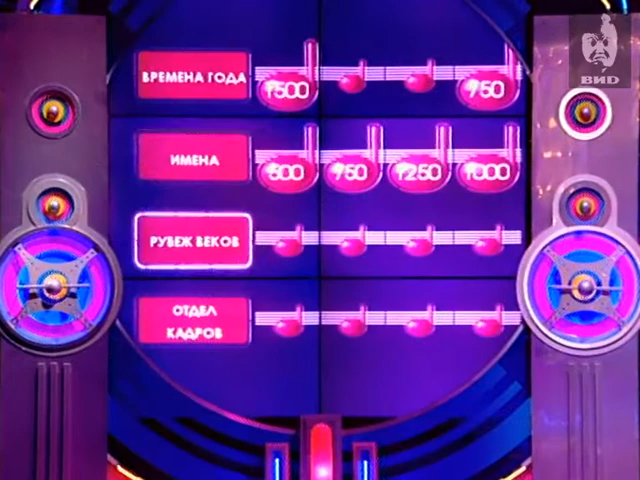 ВИD
ВРЕМЕНА ГОДА
1500
750
ИМЕНА
500
750
1250
1000
РУБЕЖ ВЕКОВ
ОТДЕЛ
КАДРОВ